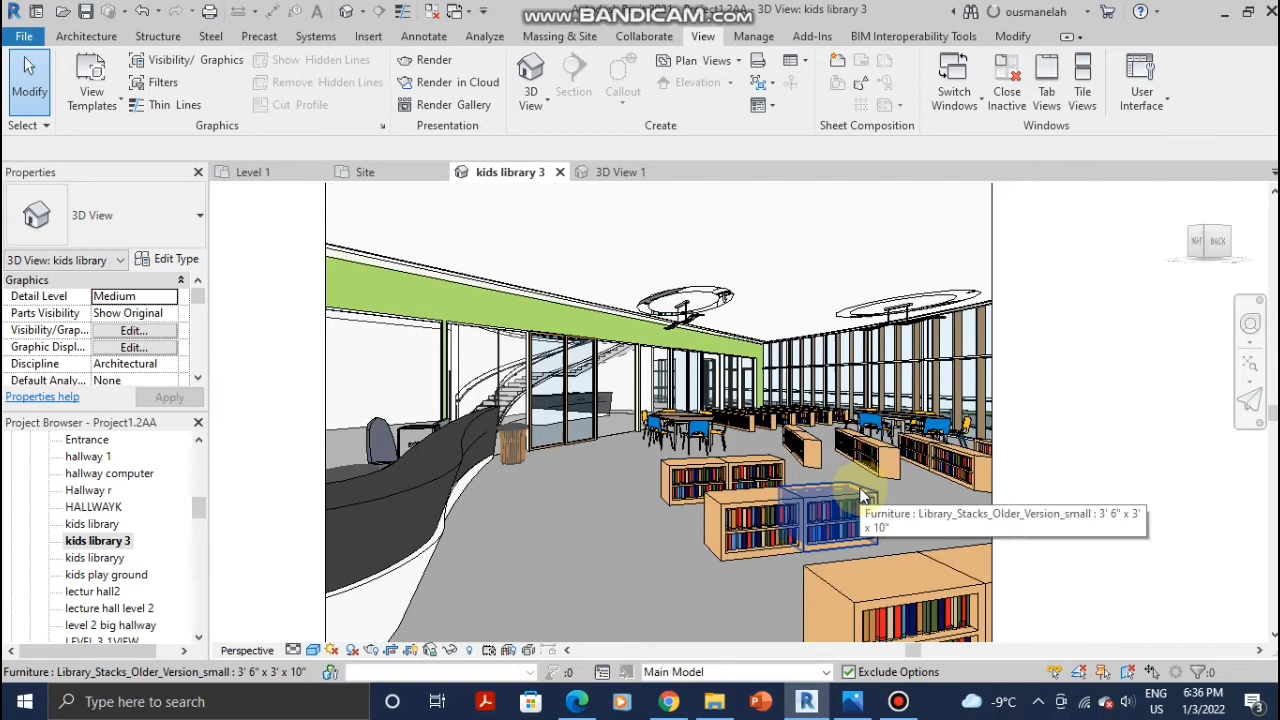 www.BANDICAM.com
3D View: kids library 3
ousmanelah
File Architecture Structure Steel Precast Systems Insert Annotate Analyze Massing & Site Collaborate View Manage Add-Ins BIM Interoperability Tools Modify
Modify
Select
View
Templates
Visibility/ Graphics
Filters
Thin Lines
Show Hidden Lines
Remove Hidden Lines
Cut Profile
Graphics
Render
Render in Cloud
Render Gallery
Presentation
3D
View
Section
Callout
Plan Views
Elevation
Create
Sheet Composition
Switch
Windows
Close
Inactive
Tab
Views
Tile
Views
User
Interface
Windows
Properties
Level 1
Site
kids library 3
3D View 1
3D View
3D View: kids library
Edit Type
Graphics
Detail Level Medium
Parts Visibility Show Original
Visibility/Grap... Edit...
Graphic Displ... Edit...
Discipline Architectural
Default Analy... None
Properties help
Apply
Project Browser - Project1.2AA
Entrance
hallway 1
hallway computer
Hallway r
HALLWAYK
kids library
kids library 3
kids libraryy
kids play ground
lectur hall2
lecture hall level 2
level 2 big hallway
LEVEL 3 1VIEW
BACK
Furniture : Library_Stacks_Older_Version_small : 3' 6" x 3'
x 10"
Perspective
Furniture : Library_Stacks_Older_Version_small : 3' 6" x 3' x 10"
:0
Main Model
Exclude Options
:0
Type here to search
-9°C
ENG
US
6:36 PM
1/3/2022
3